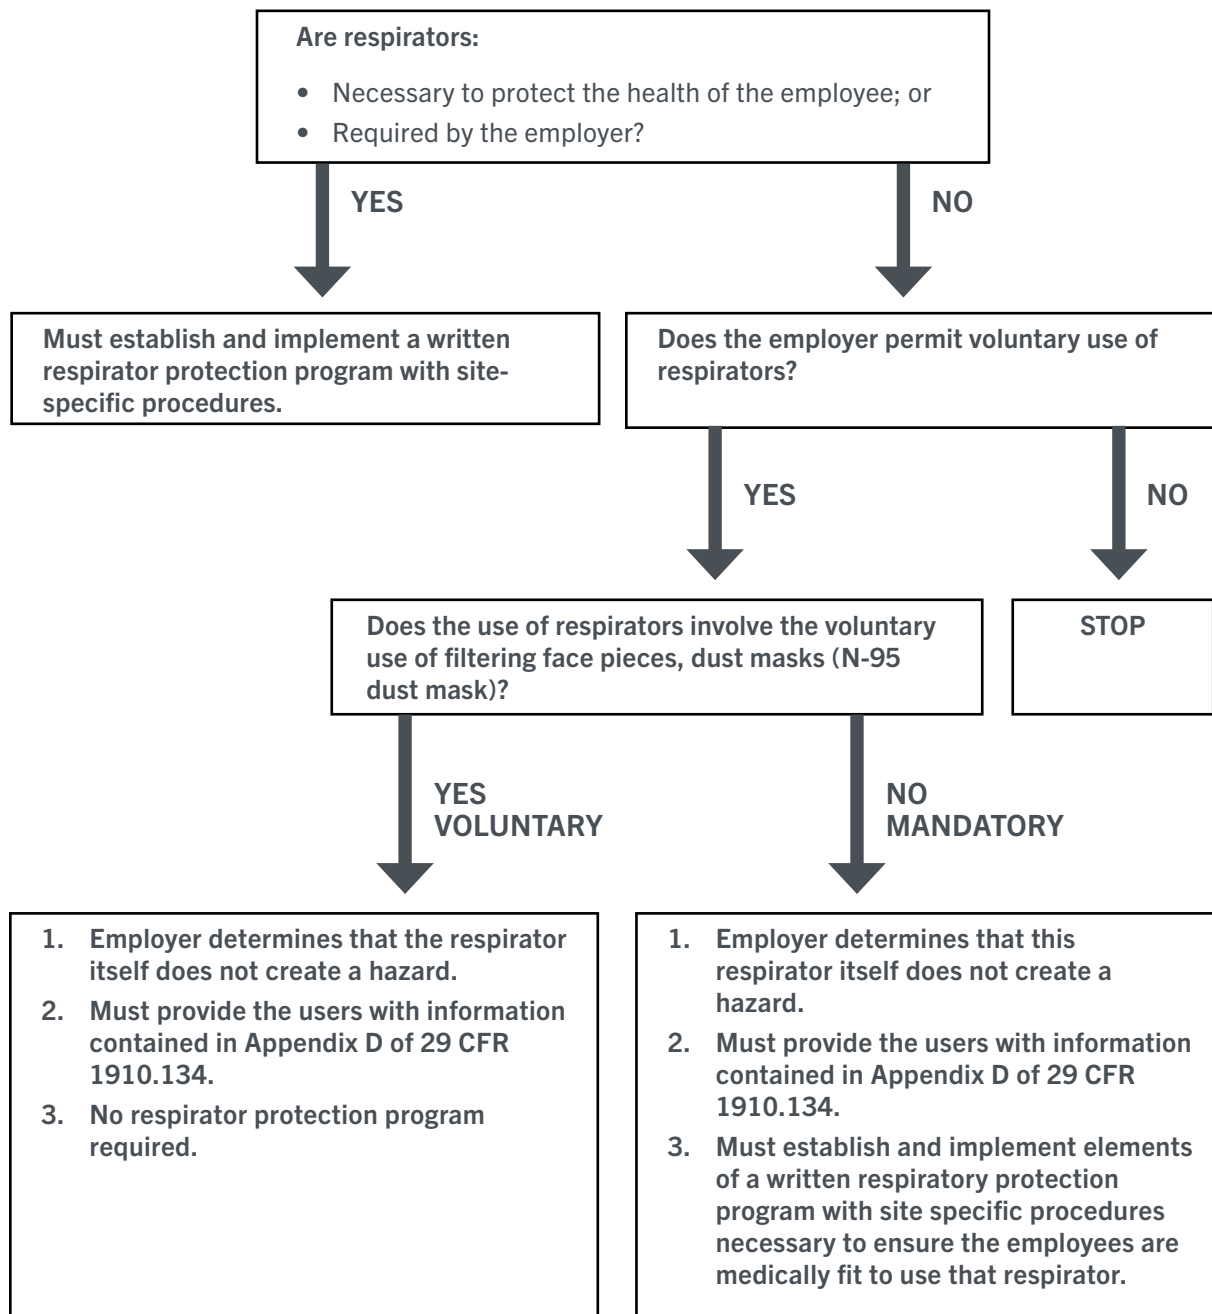 Are respirators:
• Necessary to protect the health of the employee; or
• Required by the employer?
YES
NO
Must establish and implement a written
respirator protection program with site-
specific procedures.
Does the employer permit voluntary use of
respirators?
YES
NO
Does the use of respirators involve the voluntary
use of filtering face pieces, dust masks (N-95
dust mask)?
STOP
YES
VOLUNTARY
NO
MANDATORY
1. Employer determines that the respirator
itself does not create a hazard.
2. Must provide the users with information
contained in Appendix D of 29 CFR
1910.134.
3. No respirator protection program
required.
1. Employer determines that this
respirator itself does not create a
hazard.
2. Must provide the users with information
contained in Appendix D of 29 CFR
1910.134.
3. Must establish and implement elements
of a written respiratory protection
program with site specific procedures
necessary to ensure the employees are
medically fit to use that respirator.